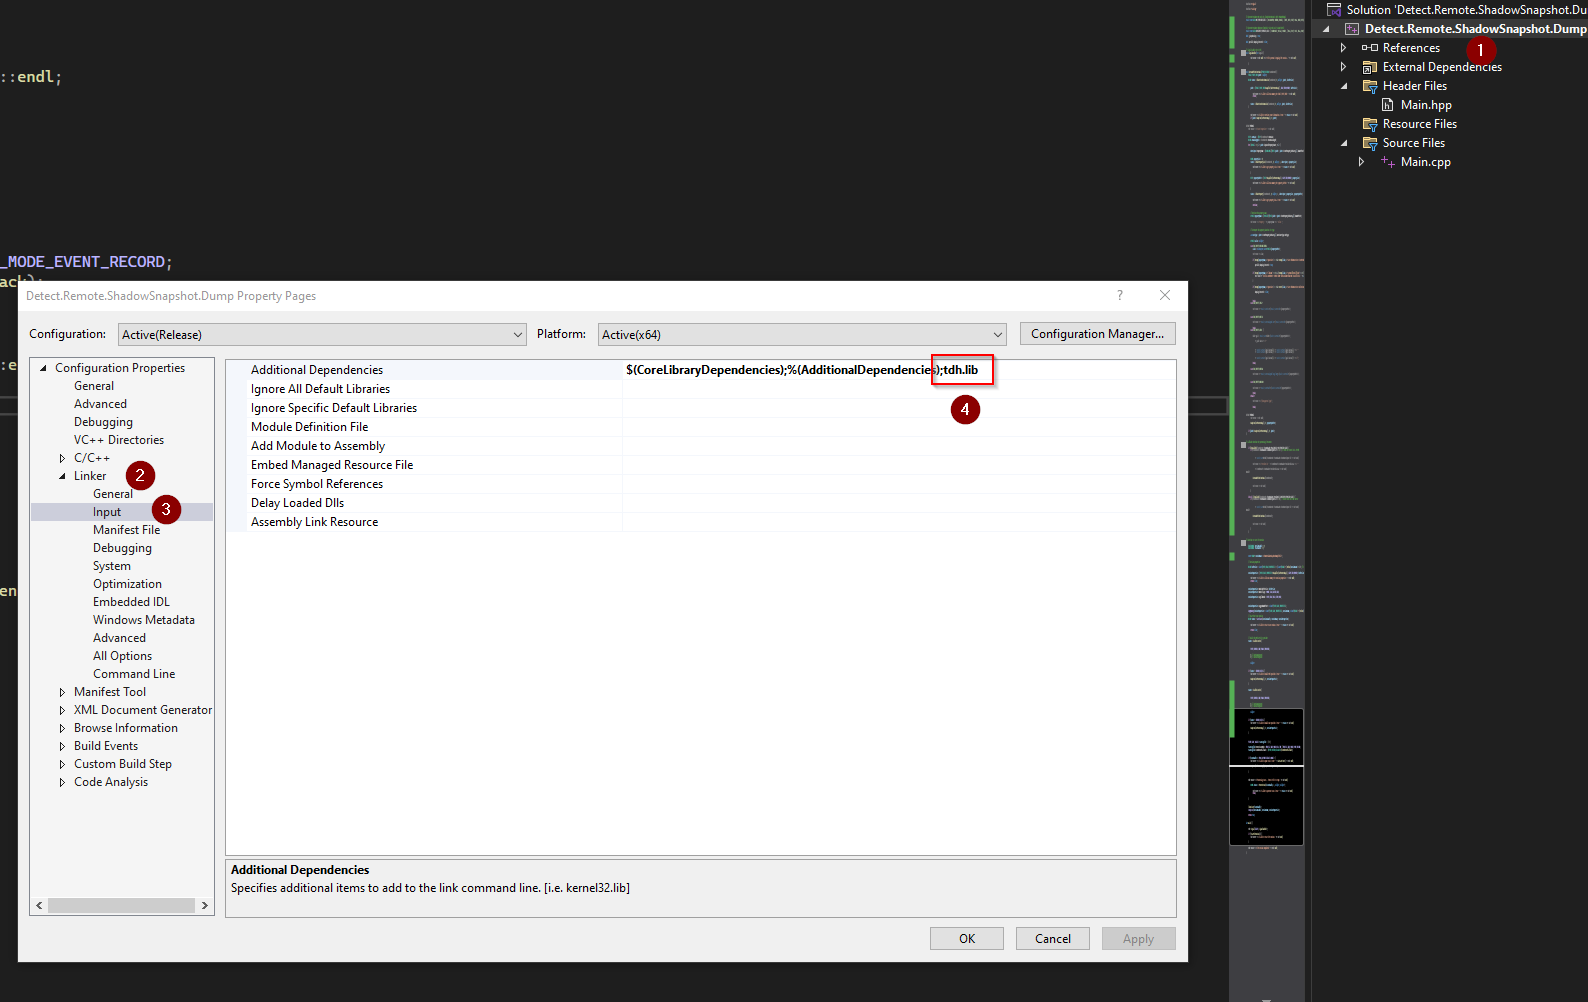 ::endl;
_MODE_EVENT_RECORD;
ack);
:e
en
Solution 'Detect.Remote.ShadowSnapshot.Du
Detect.Remote.ShadowSnapshot.Dump
References
1
External Dependencies
Header Files
Main.hpp
Resource Files
Source Files
Main.cpp
Detect.Remote.ShadowSnapshot.Dump Property Pages
?
Configuration:
Active(Release)
Platform:
Active(x64)
Configuration Manager...
Configuration Properties
General
Advanced
Debugging
VC++ Directories
C/C++
Linker
2
General
Input
3
Manifest File
Debugging
System
Optimization
Embedded IDL
Windows Metadata
Advanced
All Options
Command Line
Manifest Tool
XML Document Generator
Browse Information
Build Events
Custom Build Step
Code Analysis
Additional Dependencies
$(CoreLibraryDependencies);%(AdditionalDependencies);tdh.lib
4
Ignore All Default Libraries
Ignore Specific Default Libraries
Module Definition File
Add Module to Assembly
Embed Managed Resource File
Force Symbol References
Delay Loaded Dlls
Assembly Link Resource
Additional Dependencies
Specifies additional items to add to the link command line. [i.e. kernel32.lib]
OK
Cancel
Apply